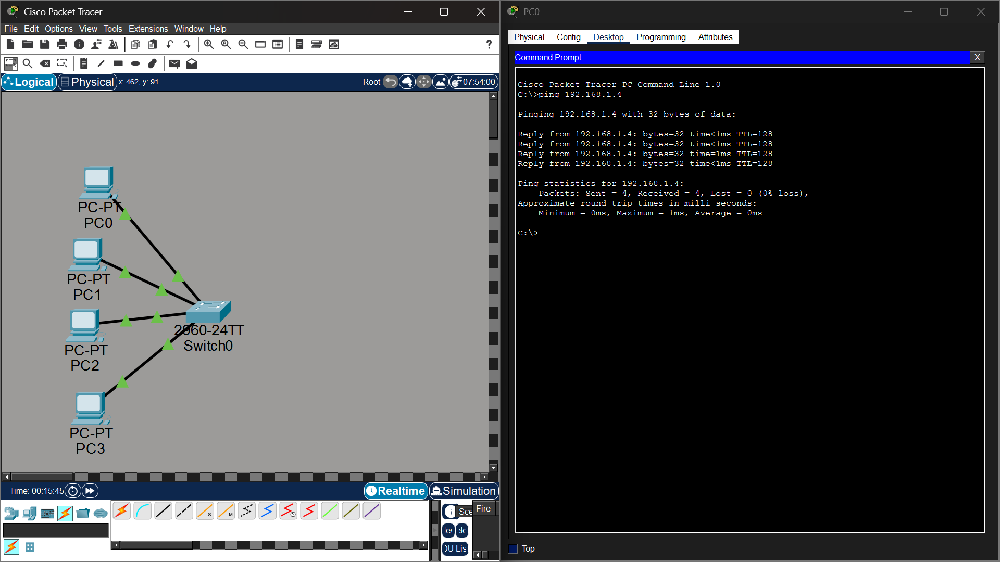 Cisco Packet Tracer
File Edit Options View Tools Extensions Window Help
?
Logical Physical x: 462, y: 91 Root 07:54:00
PC-PT
PC0
PC-PT
PC1
PC-PT
PC2
PC-PT
PC3
2960-24TT
Switch0
Time: 00:15:45 Realtime Simulation
S M
i Sce Fire
OU Lis
PC0
Physical Config Desktop Programming Attributes
Command Prompt X
Cisco Packet Tracer PC Command Line 1.0
C:\>ping 192.168.1.4
Pinging 192.168.1.4 with 32 bytes of data:
Reply from 192.168.1.4: bytes=32 time<1ms TTL=128
Reply from 192.168.1.4: bytes=32 time<1ms TTL=128
Reply from 192.168.1.4: bytes=32 time=1ms TTL=128
Reply from 192.168.1.4: bytes=32 time<1ms TTL=128
Ping statistics for 192.168.1.4:
Packets: Sent = 4, Received = 4, Lost = 0 (0% loss),
Approximate round trip times in milli-seconds:
Minimum = 0ms, Maximum = 1ms, Average = 0ms
C:\>
Top